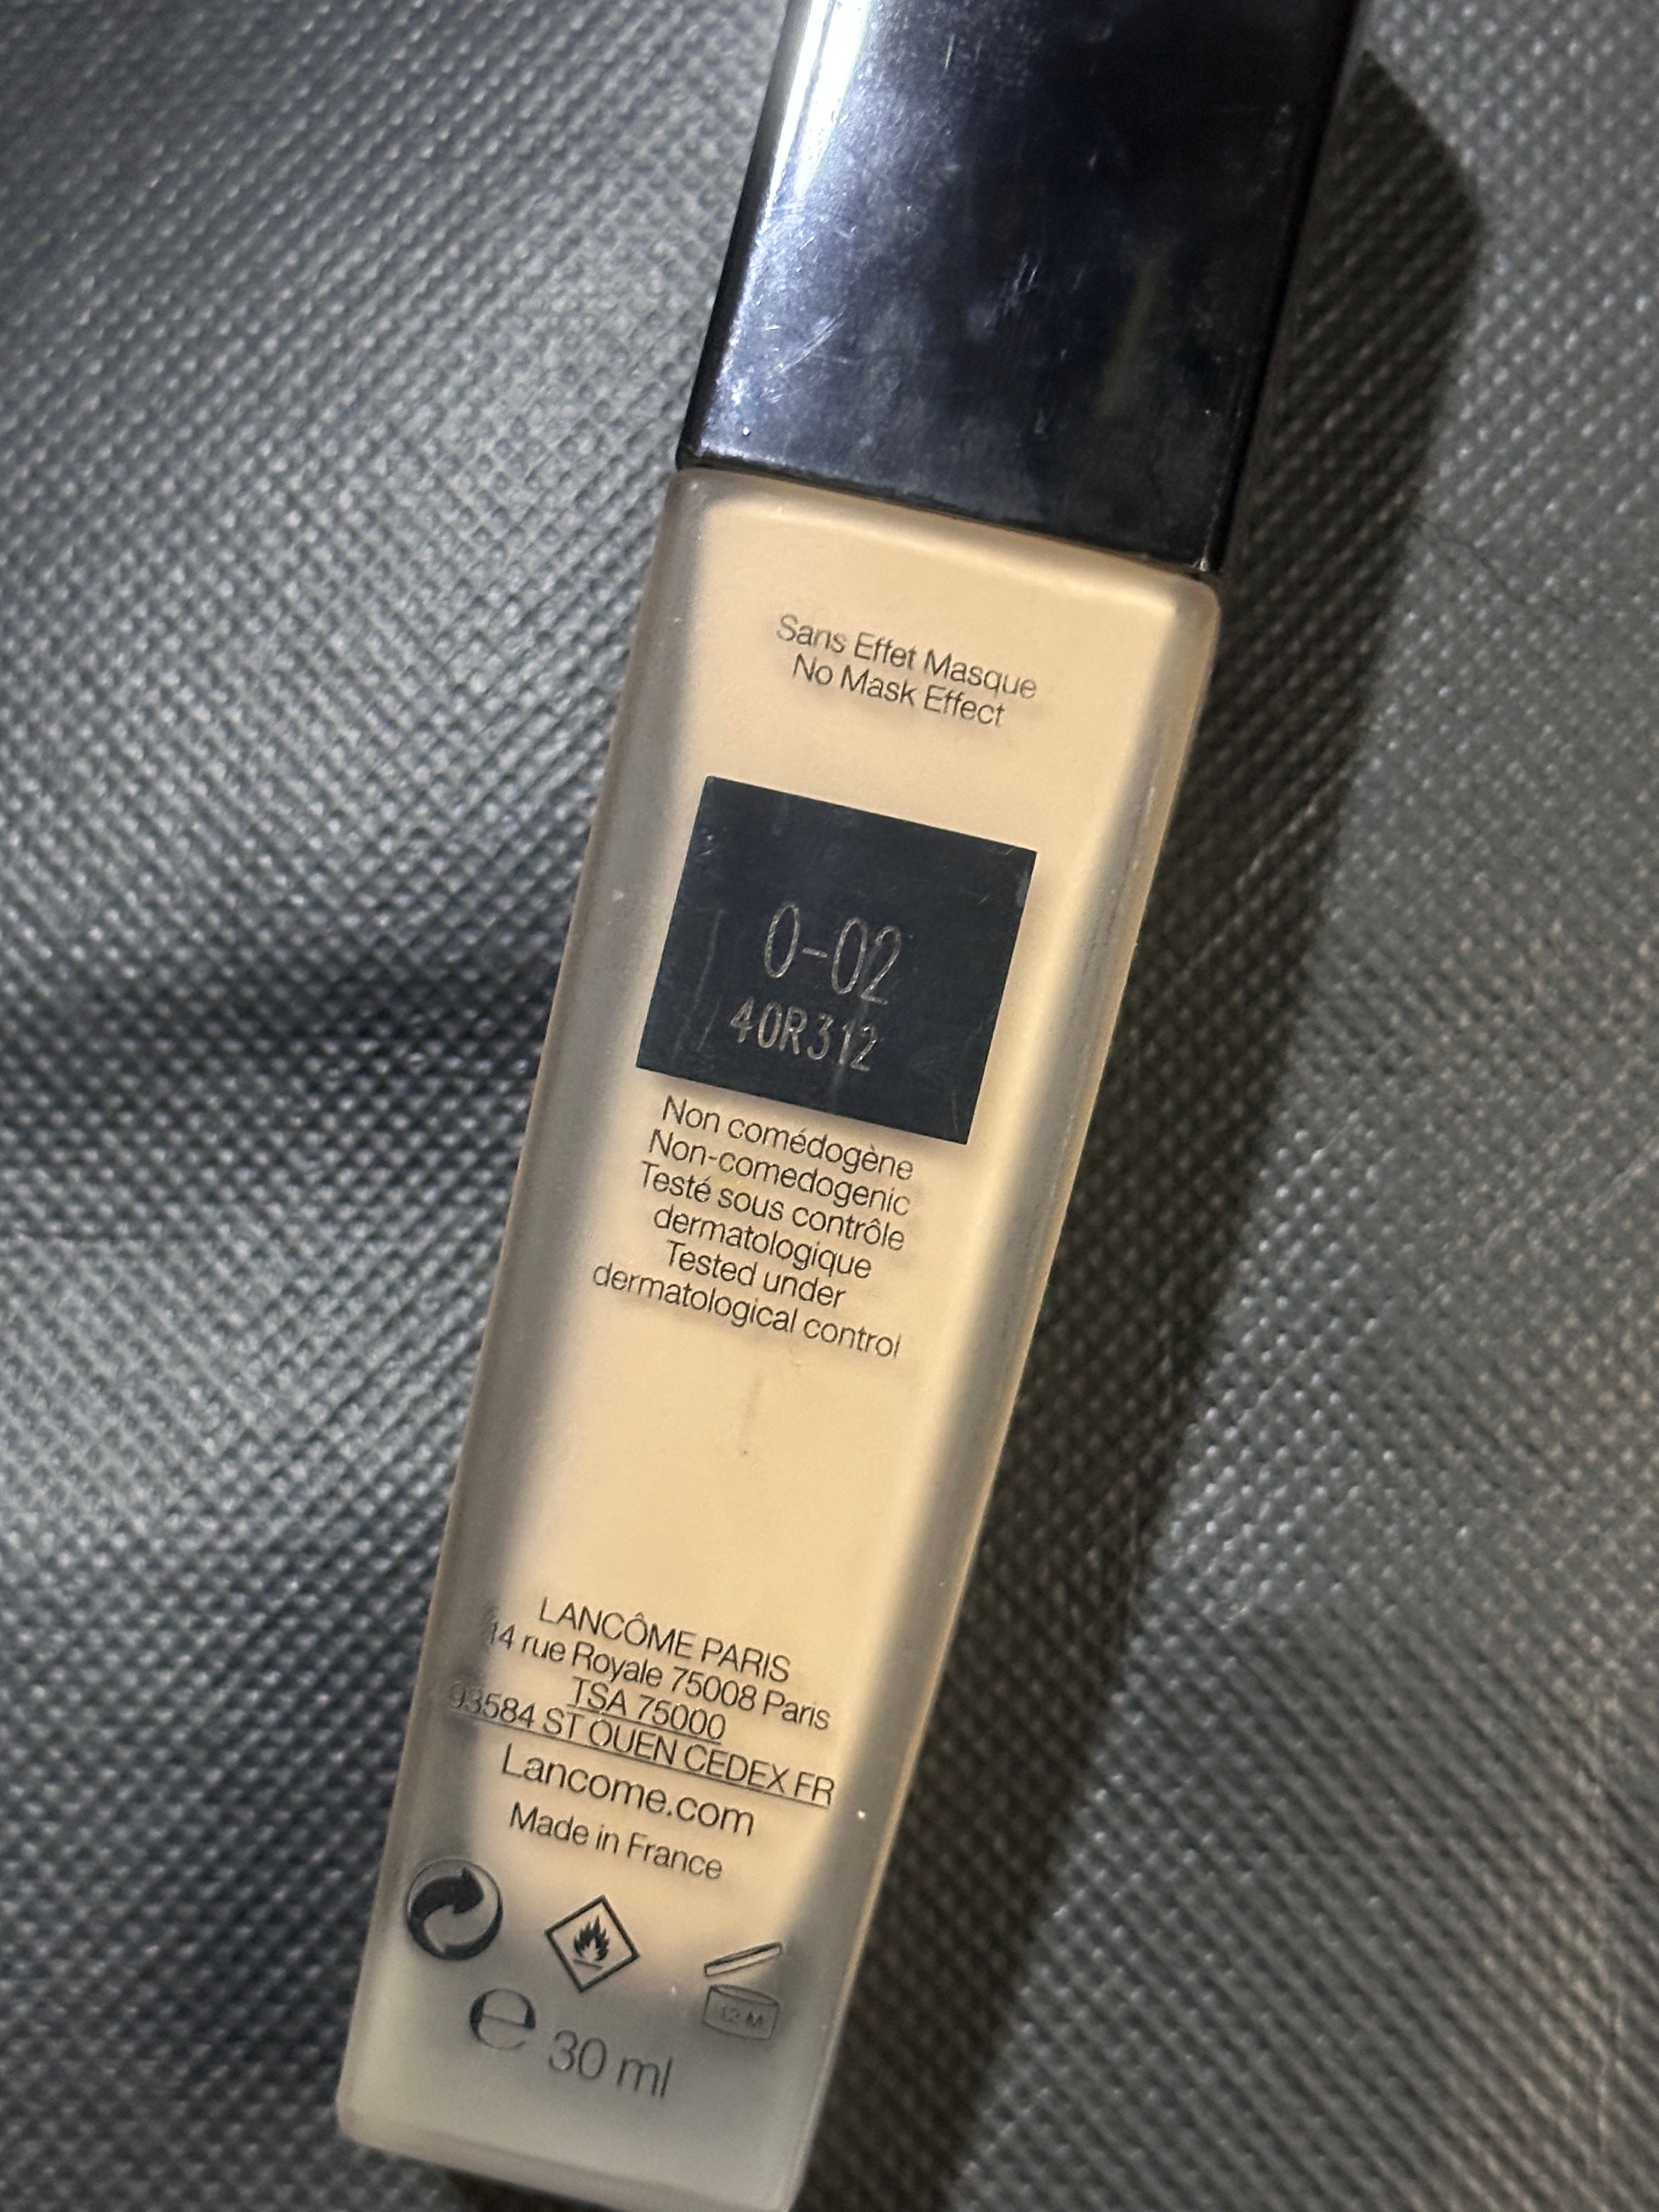 Sans Effet Masque
No Mask Effect
0-02
40R312
Non comédogène
Non-comedogenic
Testé sous contrôle
dermatologique
Tested under
dermatological control
LANCÔME PARIS
14 rue Royale 75008 Paris
TSA 75000
93584 ST OUEN CEDEX FR
Lancome.com
Made in France
12 M
e 30 ml